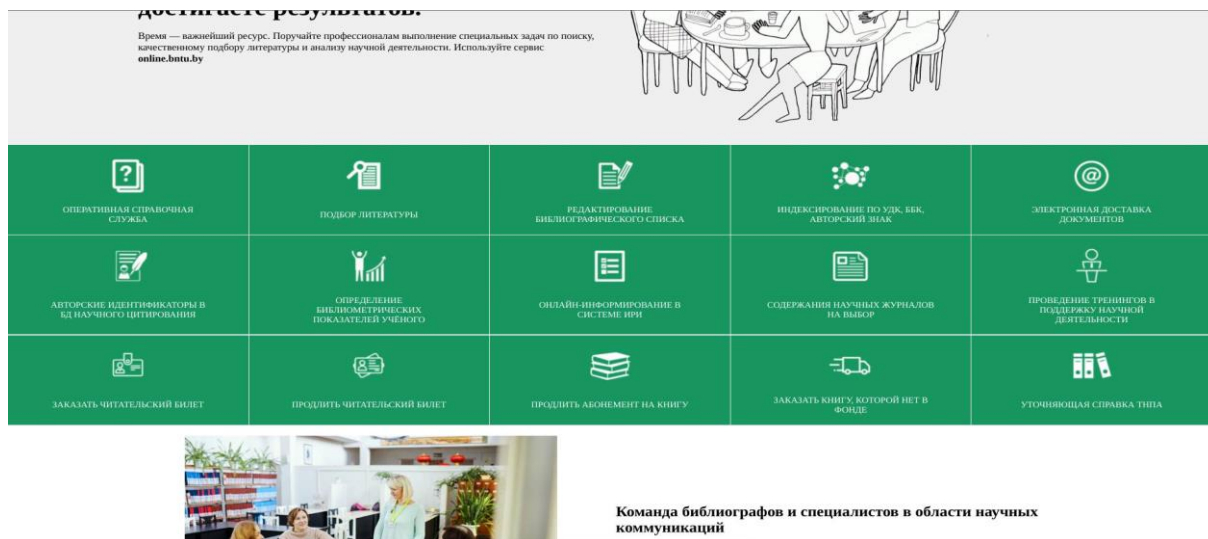 достигаете результатов.
Время — важнейший ресурс. Поручайте профессионалам выполнение специальных задач по поиску,
качественному подбору литературы и анализу научной деятельности. Используйте сервис
online.bntu.by
ОПЕРАТИВНАЯ СПРАВОЧНАЯ
СЛУЖБА
ПОДБОР ЛИТЕРАТУРЫ
РЕДАКТИРОВАНИЕ
БИБЛИОГРАФИЧЕСКОГО СПИСКА
ИНДЕКСИРОВАНИЕ ПО УДК, ББК,
АВТОРСКИЙ ЗНАК
ЭЛЕКТРОННАЯ ДОСТАВКА
ДОКУМЕНТОВ
АВТОРСКИЕ ИДЕНТИФИКАТОРЫ В
БД НАУЧНОГО ЦИТИРОВАНИЯ
ОПРЕДЕЛЕНИЕ
БИБЛИОМЕТРИЧЕСКИХ
ПОКАЗАТЕЛЕЙ УЧЁНОГО
ОНЛАЙН-ИНФОРМИРОВАНИЕ В
СИСТЕМЕ ИРИ
СОДЕРЖАНИЯ НАУЧНЫХ ЖУРНАЛОВ
НА ВЫБОР
ПРОВЕДЕНИЕ ТРЕНИНГОВ В
ПОДДЕРЖКУ НАУЧНОЙ
ДЕЯТЕЛЬНОСТИ
ЗАКАЗАТЬ ЧИТАТЕЛЬСКИЙ БИЛЕТ
ПРОДЛИТЬ ЧИТАТЕЛЬСКИЙ БИЛЕТ
ПРОДЛИТЬ АБОНЕМЕНТ НА КНИГУ
ЗАКАЗАТЬ КНИГУ, КОТОРОЙ НЕТ В
ФОНДЕ
УТОЧНЯЮЩАЯ СПРАВКА ТНПА
Команда библиографов и специалистов в области научных
коммуникаций